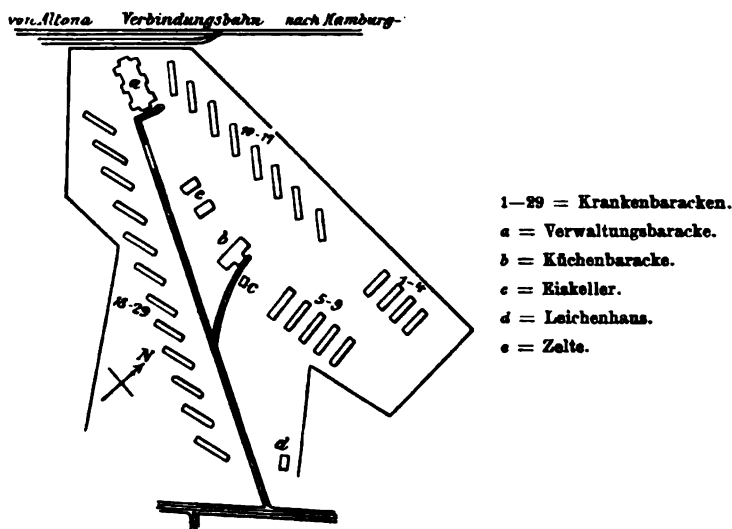 von Altona Verbindungsbahn nach Hamburg-
a
10-17
e
b
c
1-4
5-9
18-29
N
d
1—29 = Krankenbaracken.
a = Verwaltungsbaracke.
b = Küchenbaracke.
c = Eiskeller.
d = Leichenhaus.
e = Zelte.